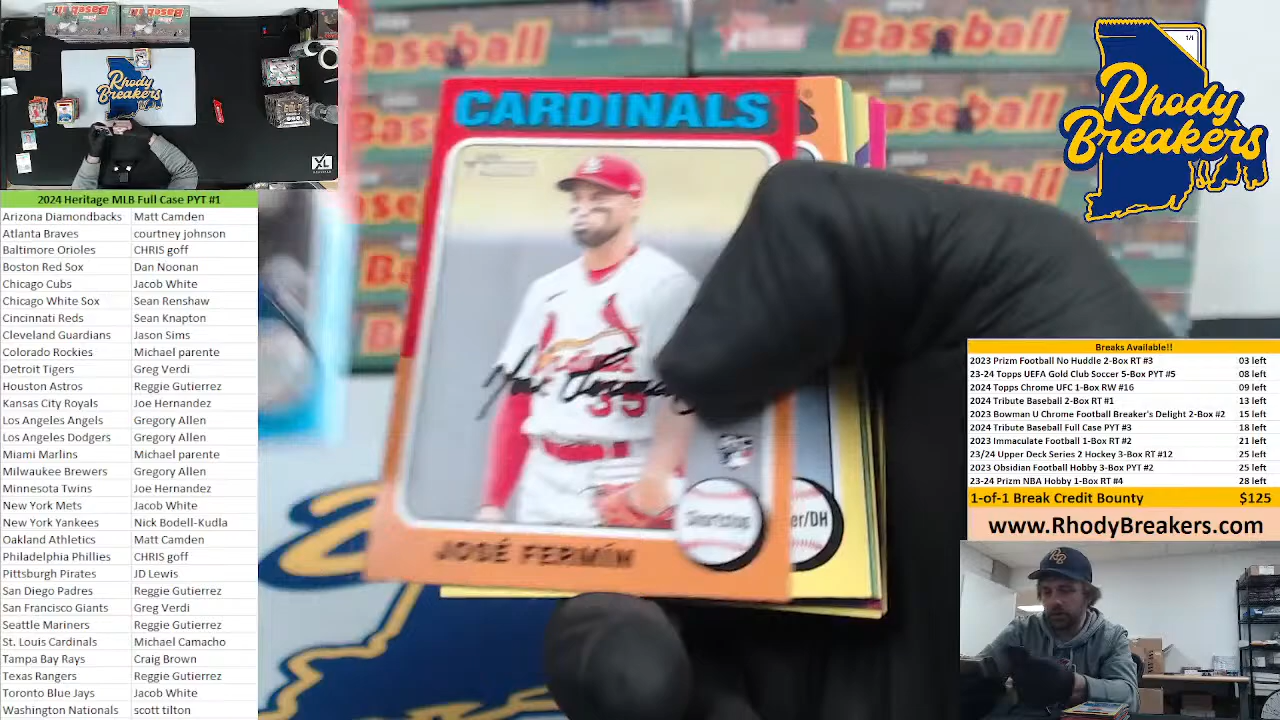 Baseball
Baseball
Rhody
Breakers
XL
2024 Heritage MLB Full Case PYT #1
Arizona Diamondbacks Matt Camden
Atlanta Braves courtney johnson
Baltimore Orioles CHRIS goff
Boston Red Sox Dan Noonan
Chicago Cubs Jacob White
Chicago White Sox Sean Renshaw
Cincinnati Reds Sean Knapton
Cleveland Guardians Jason Sims
Colorado Rockies Michael parente
Detroit Tigers Greg Verdi
Houston Astros Reggie Gutierrez
Kansas City Royals Joe Hernandez
Los Angeles Angels Gregory Allen
Los Angeles Dodgers Gregory Allen
Miami Marlins Michael parente
Milwaukee Brewers Gregory Allen
Minnesota Twins Joe Hernandez
New York Mets Jacob White
New York Yankees Nick Bodell-Kudla
Oakland Athletics Matt Camden
Philadelphia Phillies CHRIS goff
Pittsburgh Pirates JD Lewis
San Diego Padres Reggie Gutierrez
San Francisco Giants Greg Verdi
Seattle Mariners Reggie Gutierrez
St. Louis Cardinals Michael Camacho
Tampa Bay Rays Craig Brown
Texas Rangers Reggie Gutierrez
Toronto Blue Jays Jacob White
Washington Nationals scott tilton
Baseball
Baseball
CARDINALS
35
Shortstop
er/DH
JOSÉ FERMÍN
1/1
Rhody
Breakers
Breaks Available!!
2023 Prizm Football No Huddle 2-Box RT #3 03 left
23-24 Topps UEFA Gold Club Soccer 5-Box PYT #5 08 left
2024 Topps Chrome UFC 1-Box RW #16 09 left
2024 Tribute Baseball 2-Box RT #1 13 left
2023 Bowman U Chrome Football Breaker's Delight 2-Box #2 15 left
2024 Tribute Baseball Full Case PYT #3 18 left
2023 Immaculate Football 1-Box RT #2 21 left
23/24 Upper Deck Series 2 Hockey 3-Box RT #12 25 left
2023 Obsidian Football Hobby 3-Box PYT #2 25 left
23-24 Prizm NBA Hobby 1-Box RT #4 28 left
1-of-1 Break Credit Bounty $125
www.RhodyBreakers.com